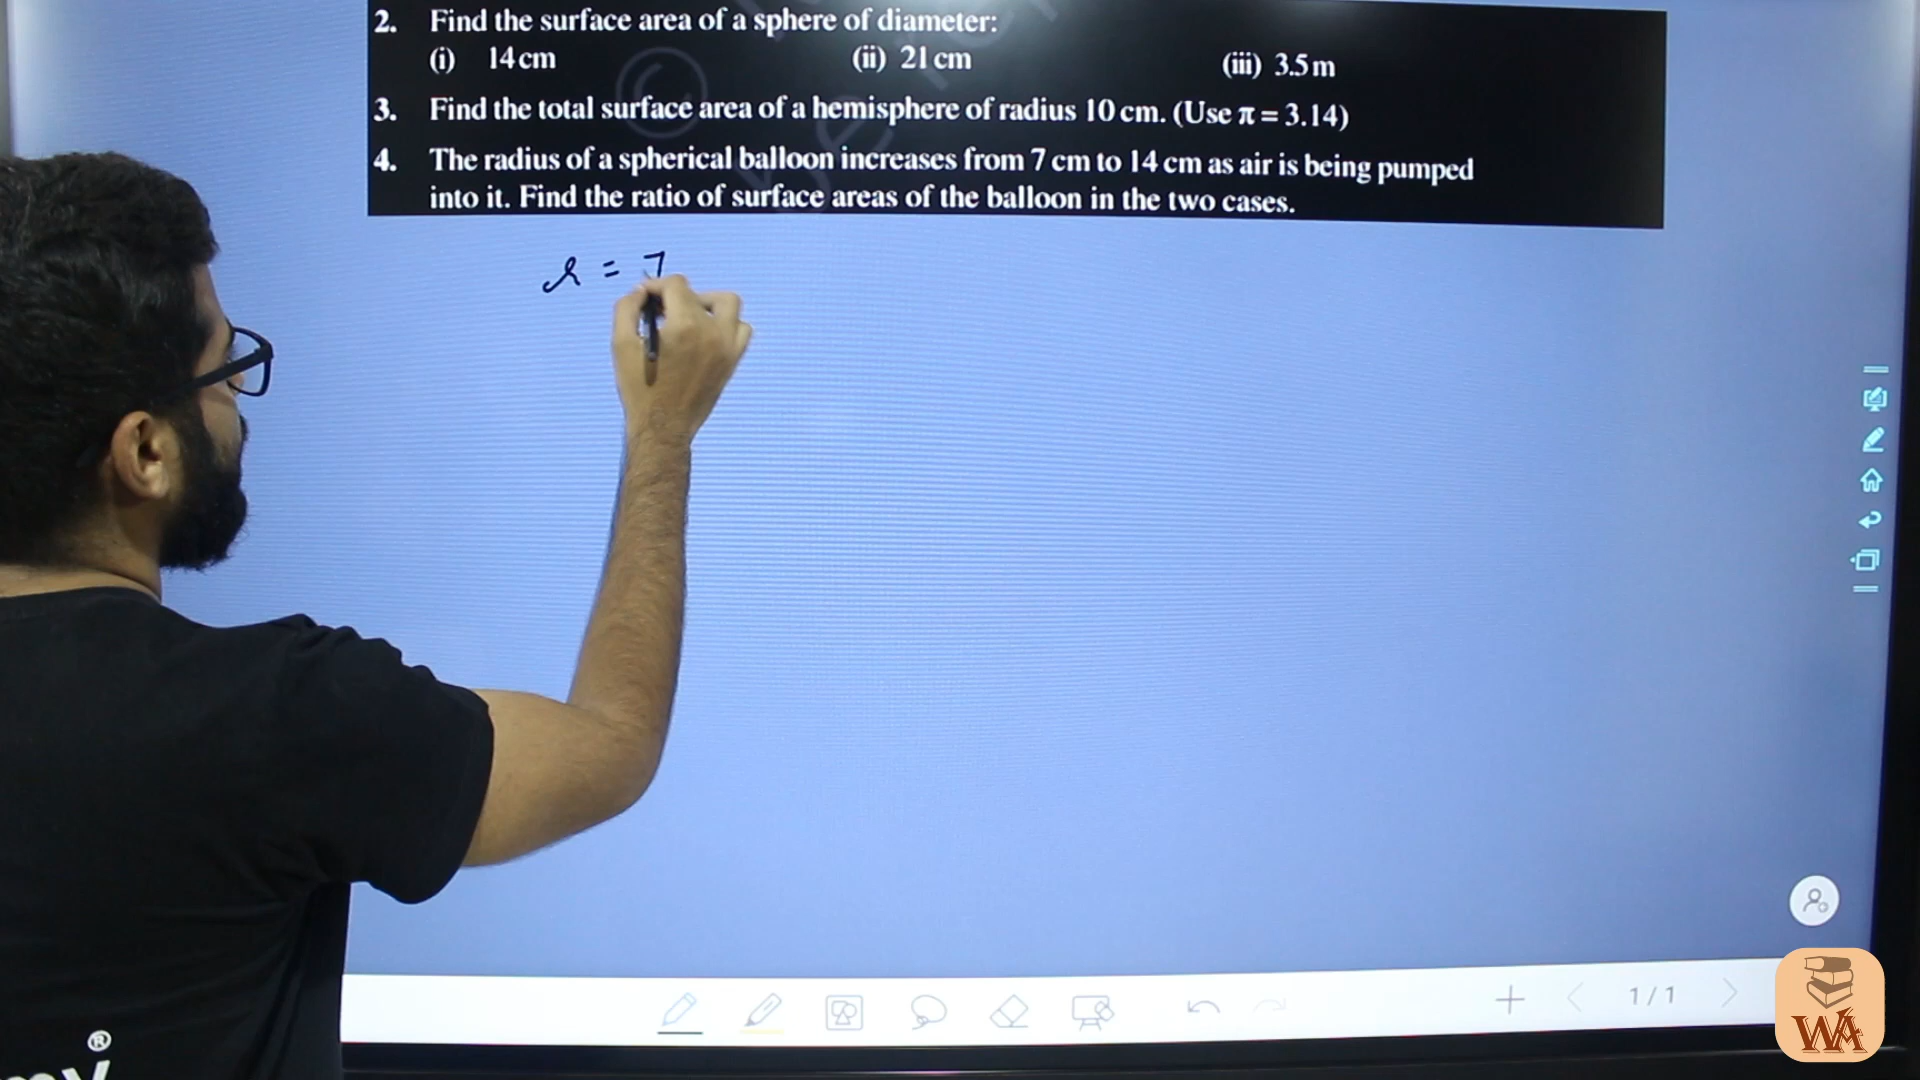 2. Find the surface area of a sphere of diameter:
(i) 14 cm (ii) 21 cm (iii) 3.5 m
3. Find the total surface area of a hemisphere of radius 10 cm. (Use π = 3.14)
4. The radius of a spherical balloon increases from 7 cm to 14 cm as air is being pumped
into it. Find the ratio of surface areas of the balloon in the two cases.
r = 7
1 / 1
WA
®